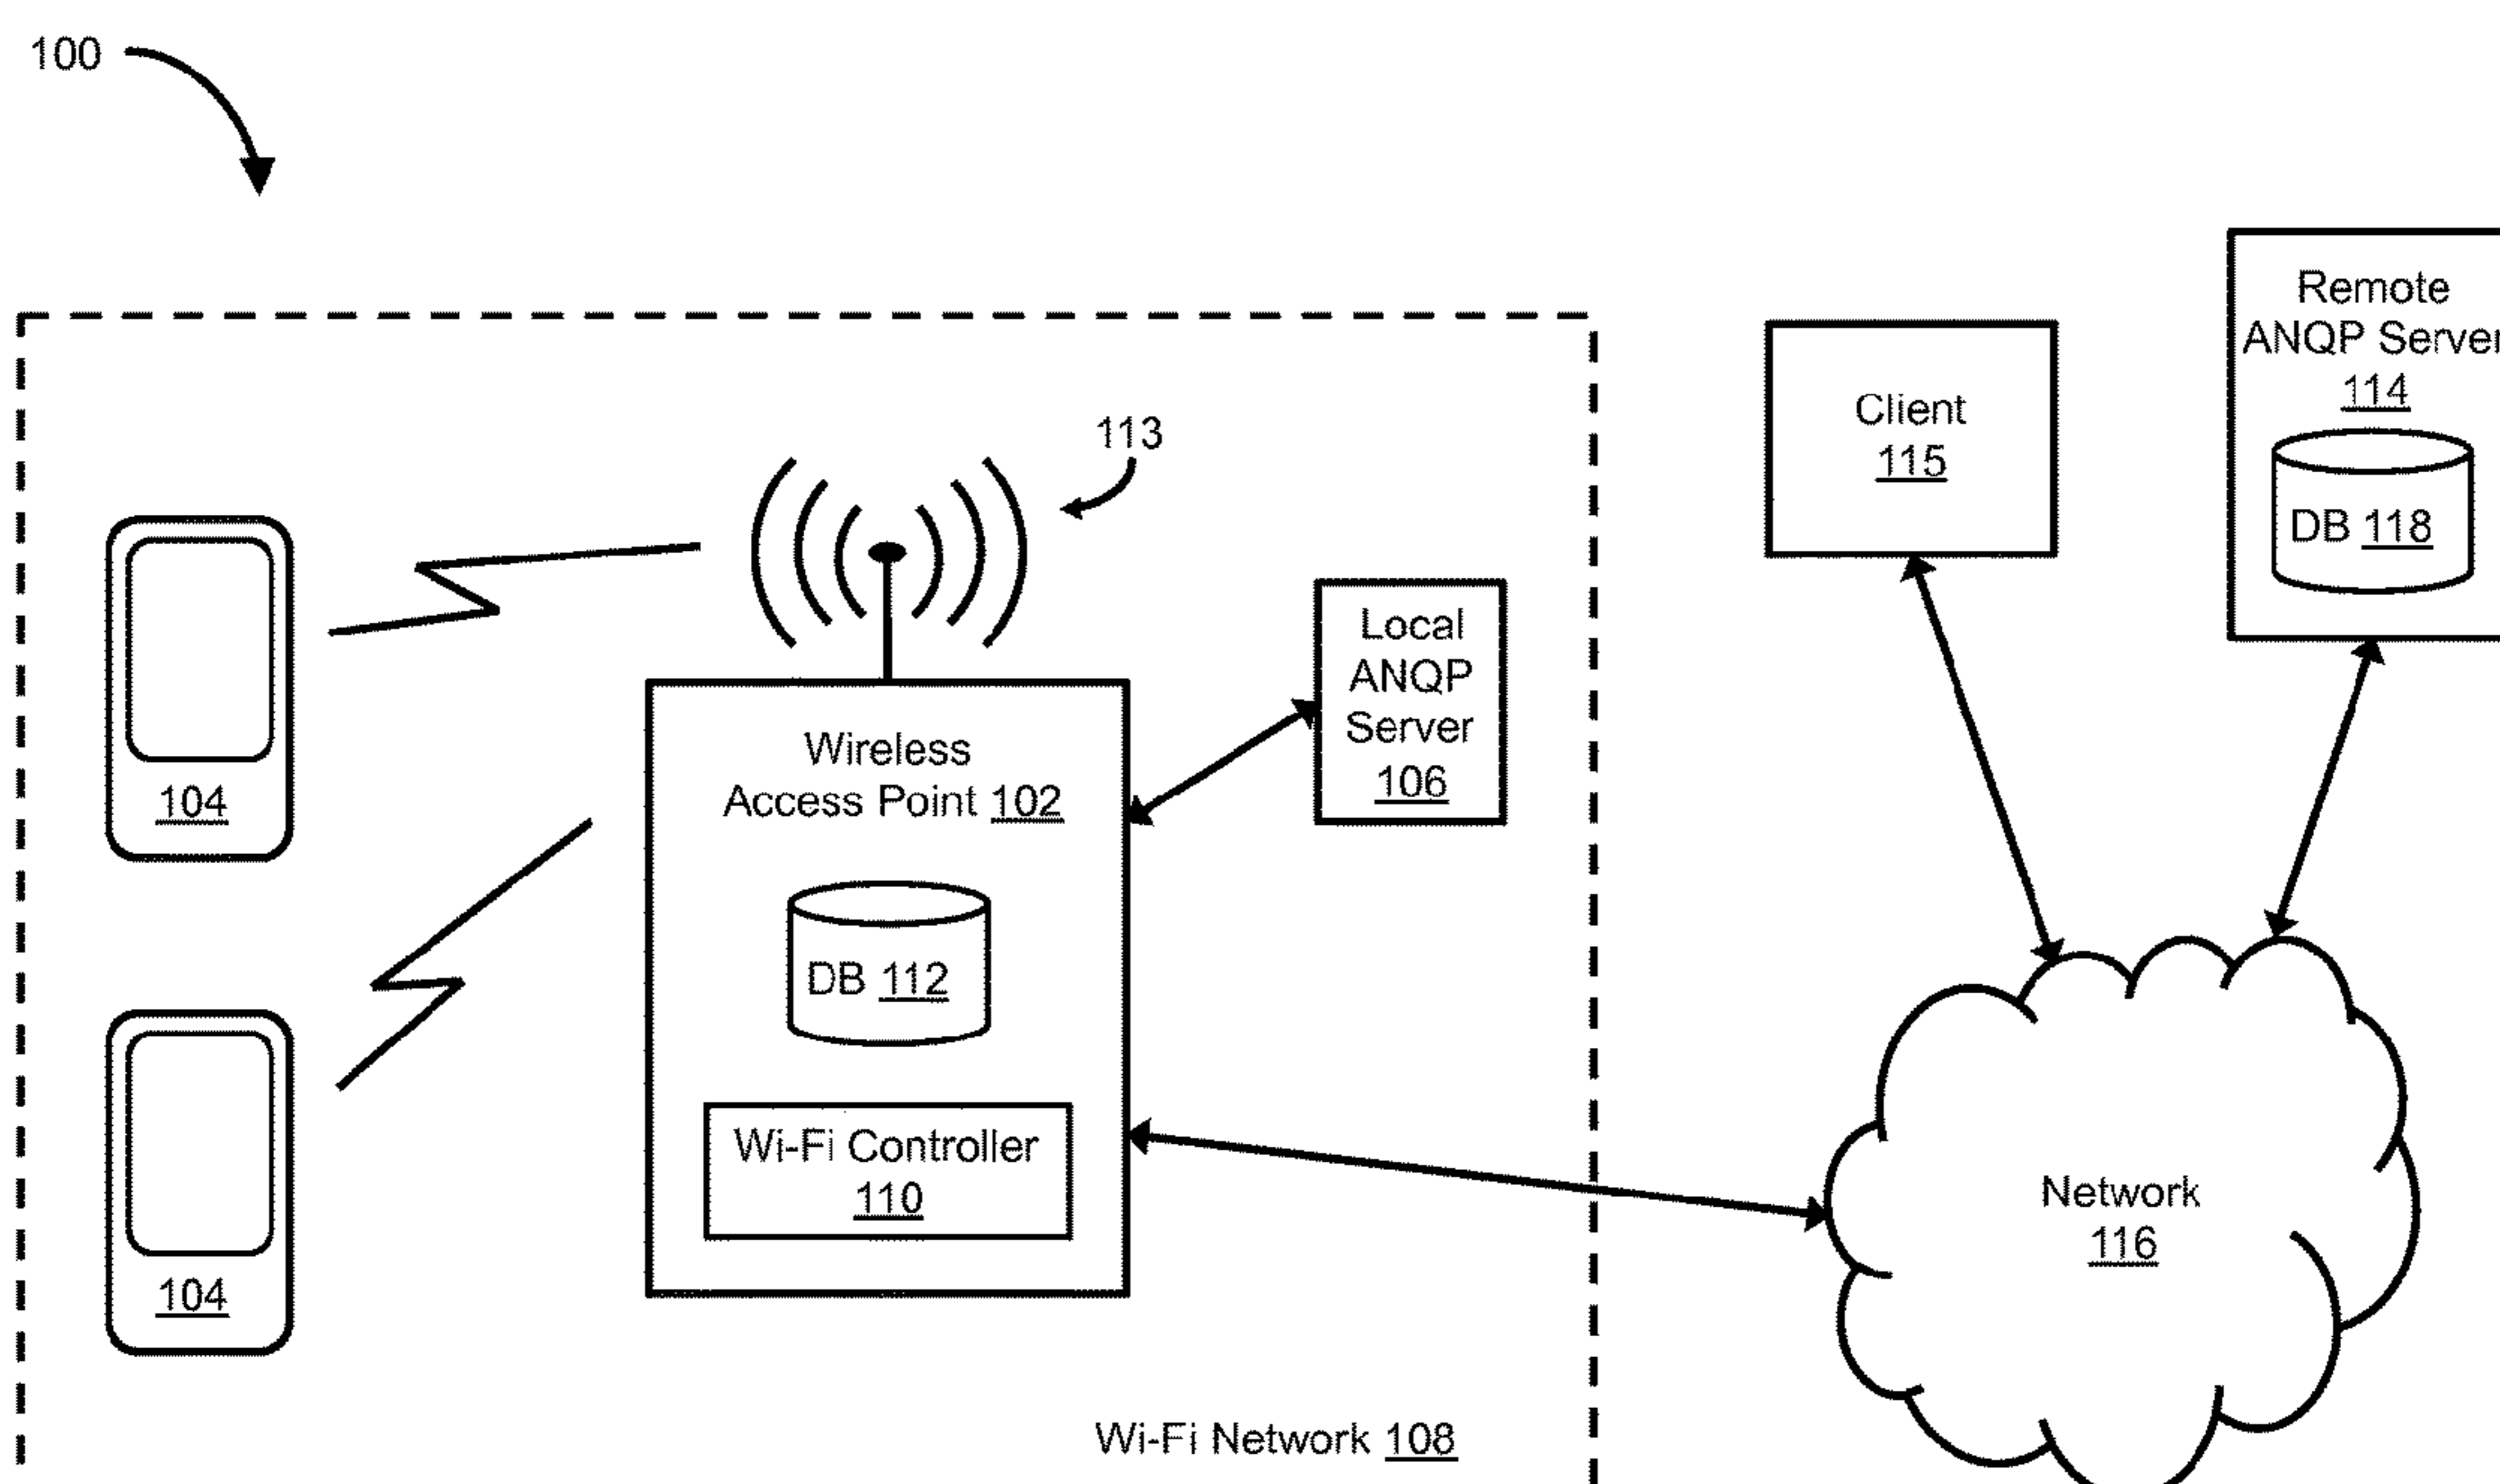 100
Remote
ANQP Server
114
DB 118
Client
115
113
Local
ANQP
Server
106
Wireless
Access Point 102
104
DB 112
Wi-Fi Controller
110
104
Network
116
Wi-Fi Network 108